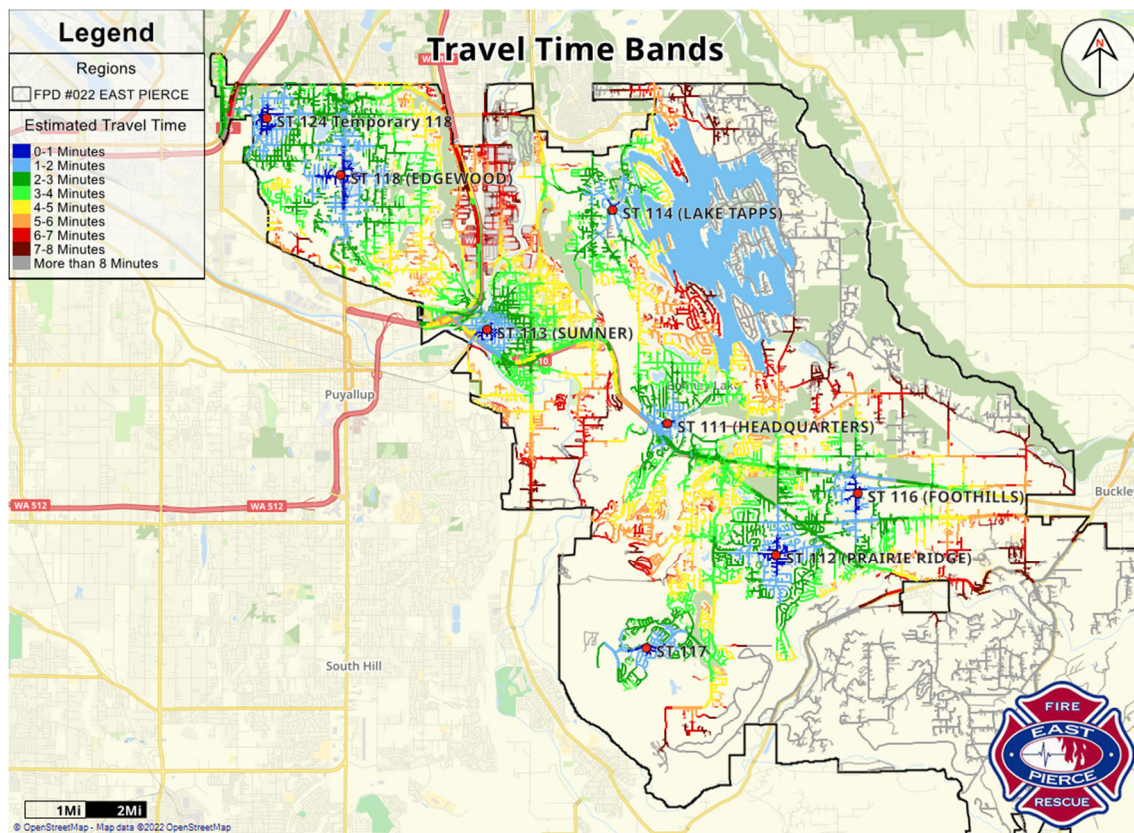 Legend
Regions
FPD #022 EAST PIERCE
Estimated Travel Time
0-1 Minutes
1-2 Minutes
2-3 Minutes
3-4 Minutes
4-5 Minutes
5-6 Minutes
6-7 Minutes
7-8 Minutes
More than 8 Minutes
Travel Time Bands
N
ST 124 Temporary 118
ST 118 (EDGEWOOD)
ST 114 (LAKE TAPPS)
ST 113 (SUMNER)
Puyallup
ST 111 (HEADQUARTERS)
ST 116 (FOOTHILLS)
Buckley
WA 512
WA 512
ST 112 (PRAIRIE RIDGE)
ST 117
South Hill
FIRE
EAST
PIERCE
RESCUE
1Mi
2Mi
© OpenStreetMap - Map data ©2022 OpenStreetMap